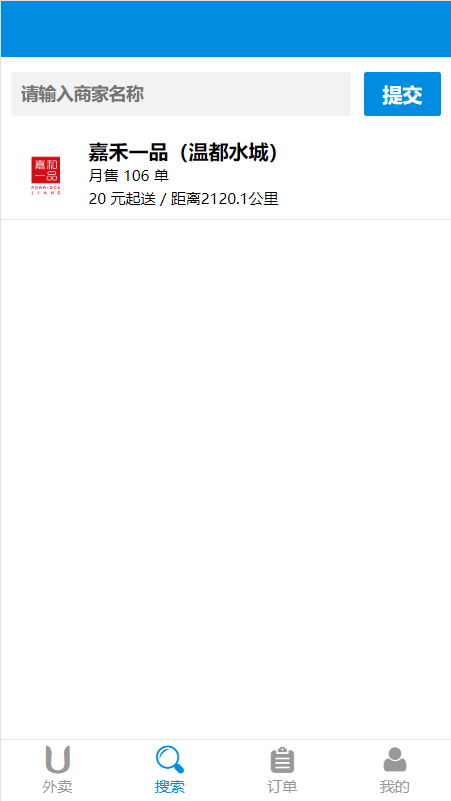 请输入商家名称
提交
嘉和
一品
PORRIDGE
嘉禾一品（温都水城）
月售 106 单
20 元起送 / 距离2120.1公里
外卖
搜索
订单
我的